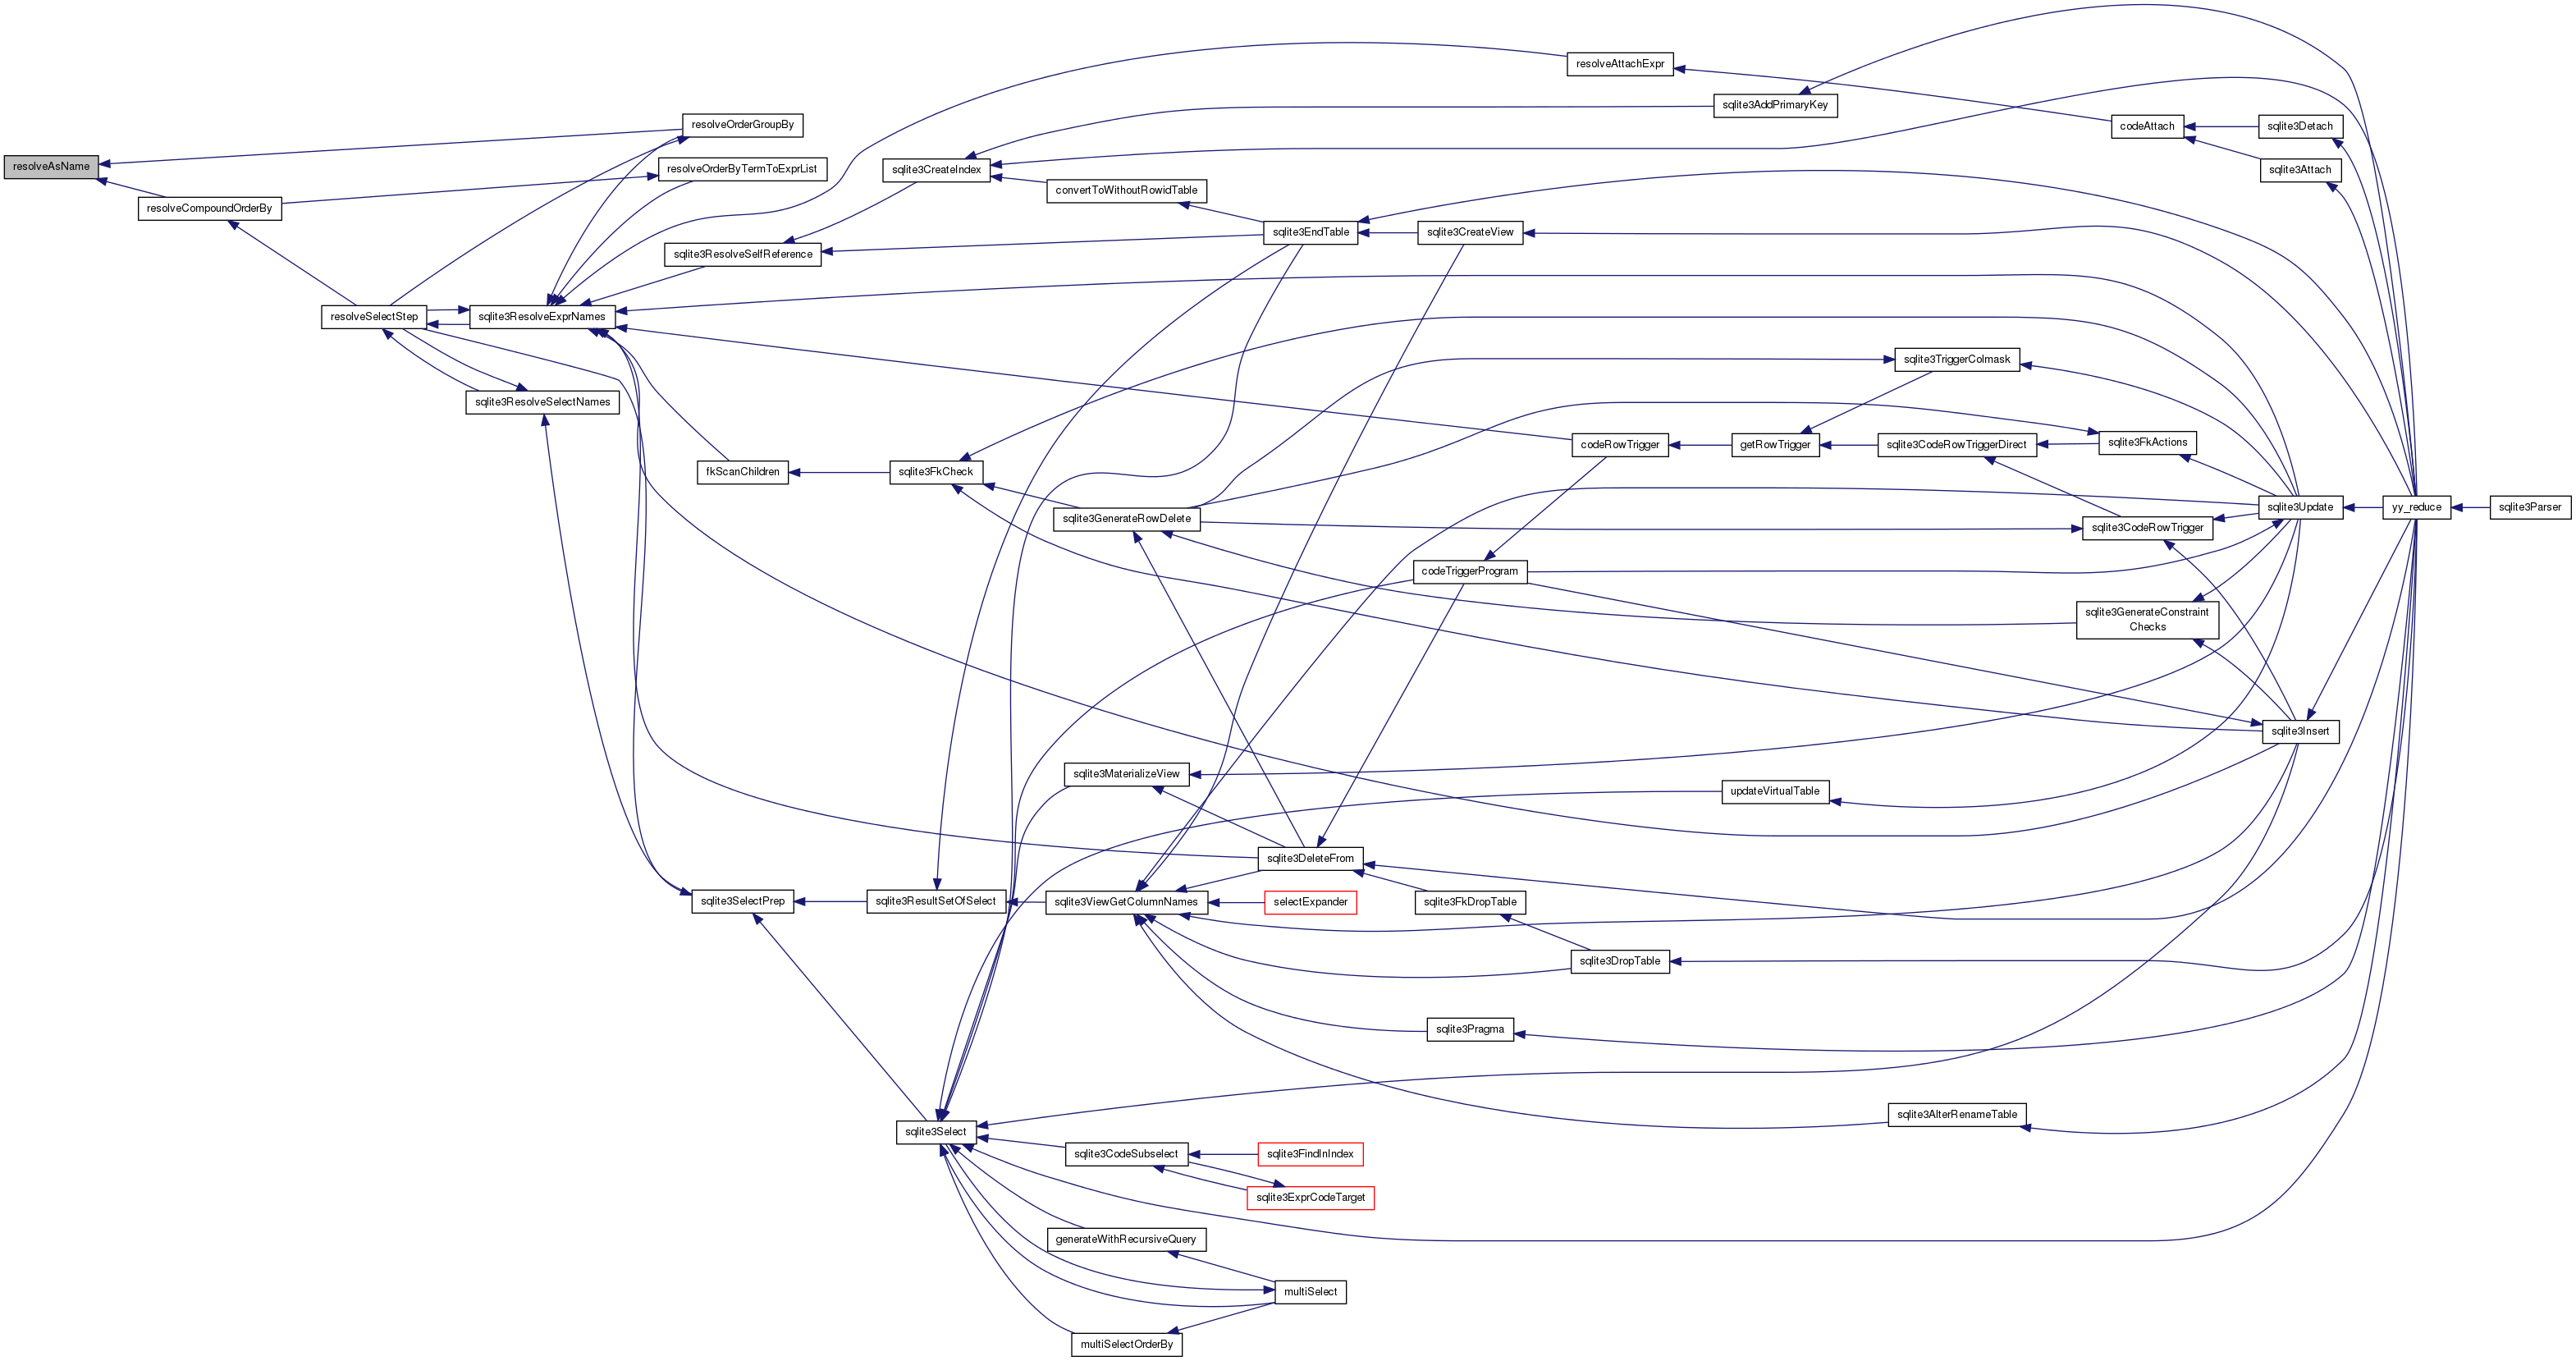 resolveAsName
resolveCompoundOrderBy
resolveOrderGroupBy
resolveOrderByTermToExprList
resolveSelectStep
sqlite3ResolveExprNames
sqlite3ResolveSelfReference
sqlite3ResolveSelectNames
sqlite3CreateIndex
convertToWithoutRowidTable
sqlite3EndTable
sqlite3CreateView
resolveAttachExpr
sqlite3AddPrimaryKey
codeAttach
sqlite3Detach
sqlite3Attach
fkScanChildren
sqlite3FkCheck
sqlite3GenerateRowDelete
codeRowTrigger
getRowTrigger
sqlite3TriggerColmask
sqlite3CodeRowTriggerDirect
sqlite3FkActions
sqlite3CodeRowTrigger
sqlite3Update
yy_reduce
sqlite3Parser
codeTriggerProgram
sqlite3GenerateConstraint
Checks
sqlite3Insert
sqlite3MaterializeView
updateVirtualTable
sqlite3DeleteFrom
sqlite3SelectPrep
sqlite3ResultSetOfSelect
sqlite3ViewGetColumnNames
selectExpander
sqlite3FkDropTable
sqlite3DropTable
sqlite3Pragma
sqlite3AlterRenameTable
sqlite3Select
sqlite3CodeSubselect
sqlite3FindInIndex
sqlite3ExprCodeTarget
generateWithRecursiveQuery
multiSelect
multiSelectOrderBy